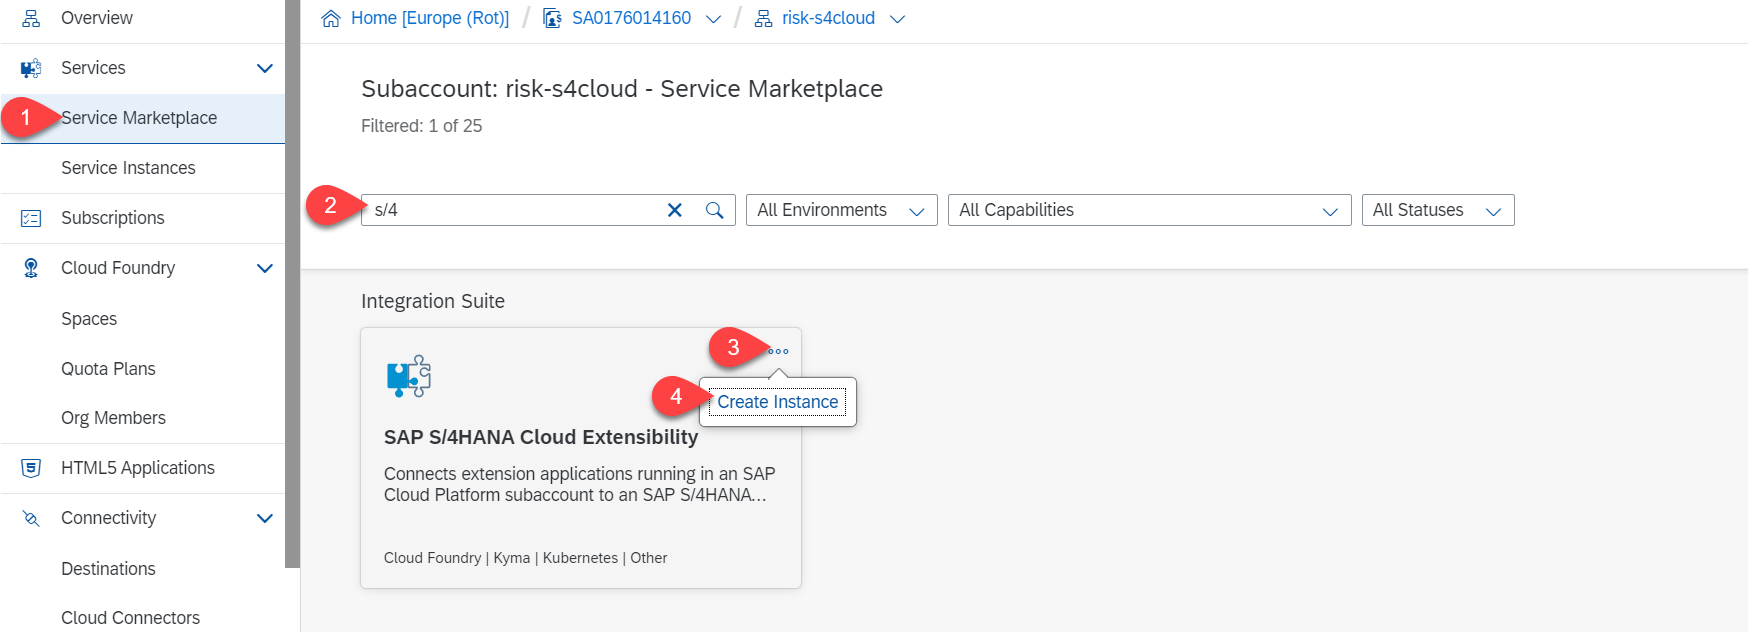 Overview
Services
1
Service Marketplace
Service Instances
Subscriptions
Cloud Foundry
Spaces
Quota Plans
Org Members
HTML5 Applications
Connectivity
Destinations
Cloud Connectors
Home [Europe (Rot)] / SA0176014160 / risk-s4cloud
Subaccount: risk-s4cloud - Service Marketplace
Filtered: 1 of 25
2
s/4
All Environments
All Capabilities
All Statuses
Integration Suite
3
4
Create Instance
SAP S/4HANA Cloud Extensibility
Connects extension applications running in an SAP
Cloud Platform subaccount to an SAP S/4HANA...
Cloud Foundry | Kyma | Kubernetes | Other